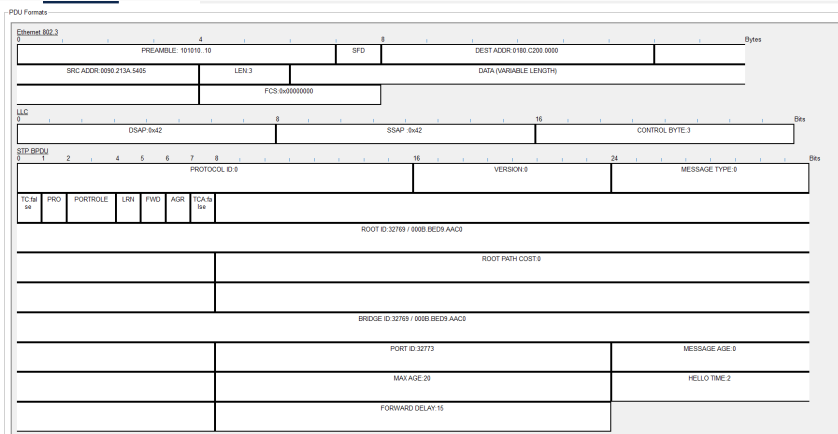 PDU Formats
Ethernet 802.3
0 4 8 Bytes
PREAMBLE: 101010..10 SFD DEST ADDR:0180.C200.0000
SRC ADDR:0090.213A.5405 LEN:3 DATA (VARIABLE LENGTH)
FCS:0x00000000
LLC
0 8 16 Bits
DSAP:0x42 SSAP :0x42 CONTROL BYTE:3
STP BPDU
0 1 2 4 5 6 7 8 16 24 Bits
PROTOCOL ID:0 VERSION:0 MESSAGE TYPE:0
TC:fal PRO PORTROLE LRN FWD AGR TCA:fa
se lse
ROOT ID:32769 / 000B.BED9.AAC0
ROOT PATH COST:0
BRIDGE ID:32769 / 000B.BED9.AAC0
PORT ID:32773 MESSAGE AGE:0
MAX AGE:20 HELLO TIME:2
FORWARD DELAY:15